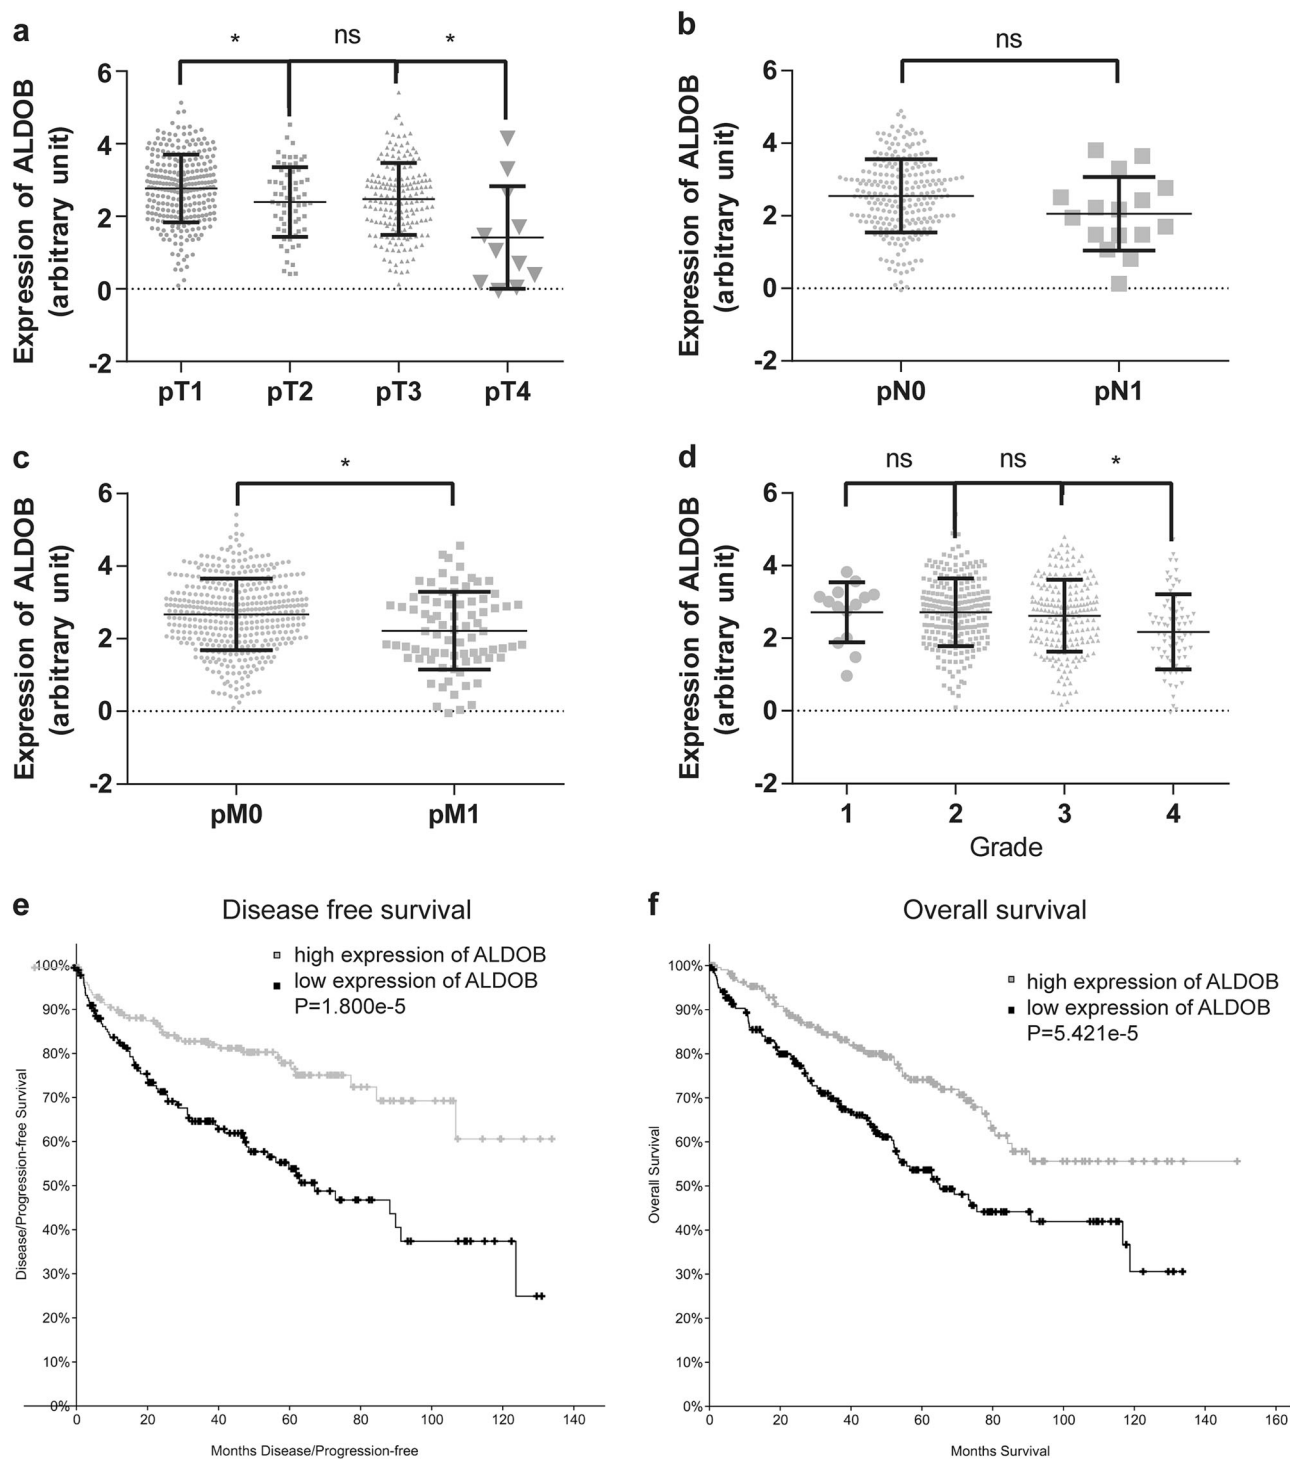 a
* ns *
Expression of ALDOB
(arbitrary unit)
6
4
2
0
-2
pT1 pT2 pT3 pT4
b
ns
Expression of ALDOB
(arbitrary unit)
6
4
2
0
-2
pN0 pN1
c
*
Expression of ALDOB
(arbitrary unit)
6
4
2
0
-2
pM0 pM1
d
ns ns *
Expression of ALDOB
(arbitrary unit)
6
4
2
0
-2
1 2 3 4
Grade
e
Disease free survival
high expression of ALDOB
low expression of ALDOB
P=1.800e-5
Disease/Progression-free Survival
100%
90%
80%
70%
60%
50%
40%
30%
20%
10%
0%
0 20 40 60 80 100 120 140
Months Disease/Progression-free
f
Overall survival
high expression of ALDOB
low expression of ALDOB
P=5.421e-5
Overall Survival
100%
90%
80%
70%
60%
50%
40%
30%
20%
10%
0%
0 20 40 60 80 100 120 140 160
Months Survival